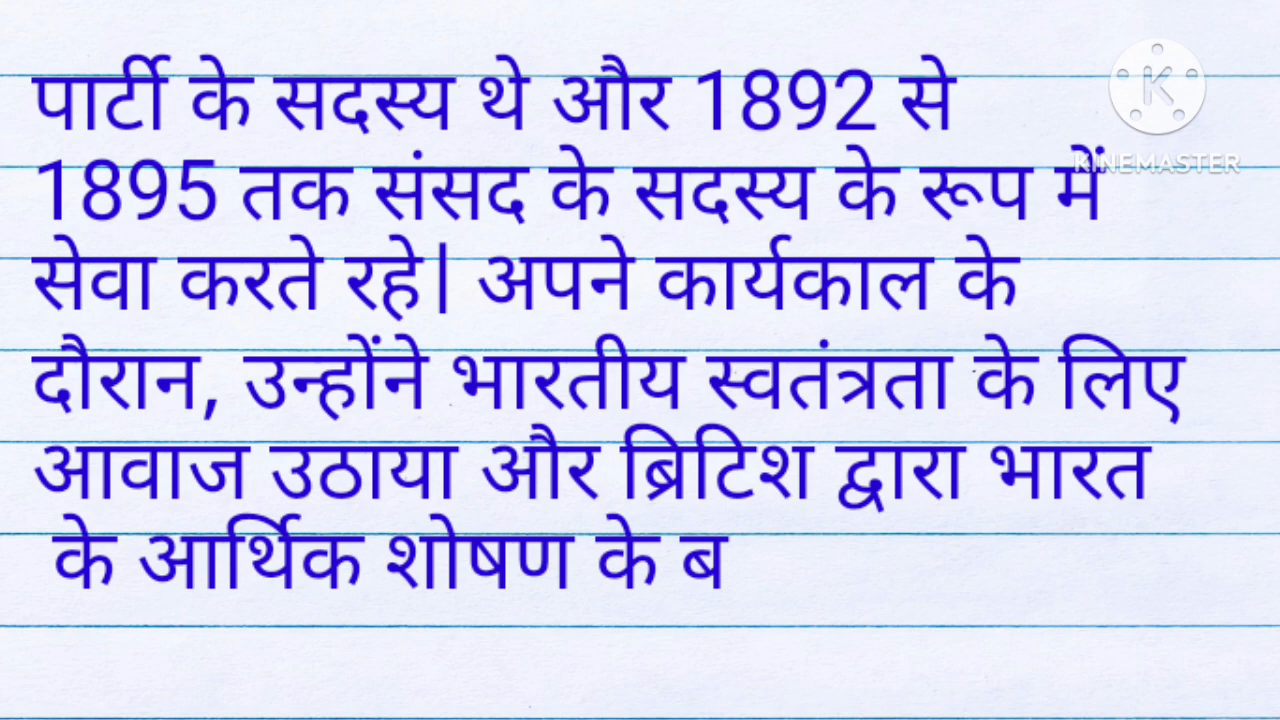 पार्टी के सदस्य थे और 1892 से
1895 तक संसद के सदस्य के रूप में
सेवा करते रहे| अपने कार्यकाल के
दौरान, उन्होंने भारतीय स्वतंत्रता के लिए
आवाज उठाया और ब्रिटिश द्वारा भारत
के आर्थिक शोषण के ब
K
KINEMASTER